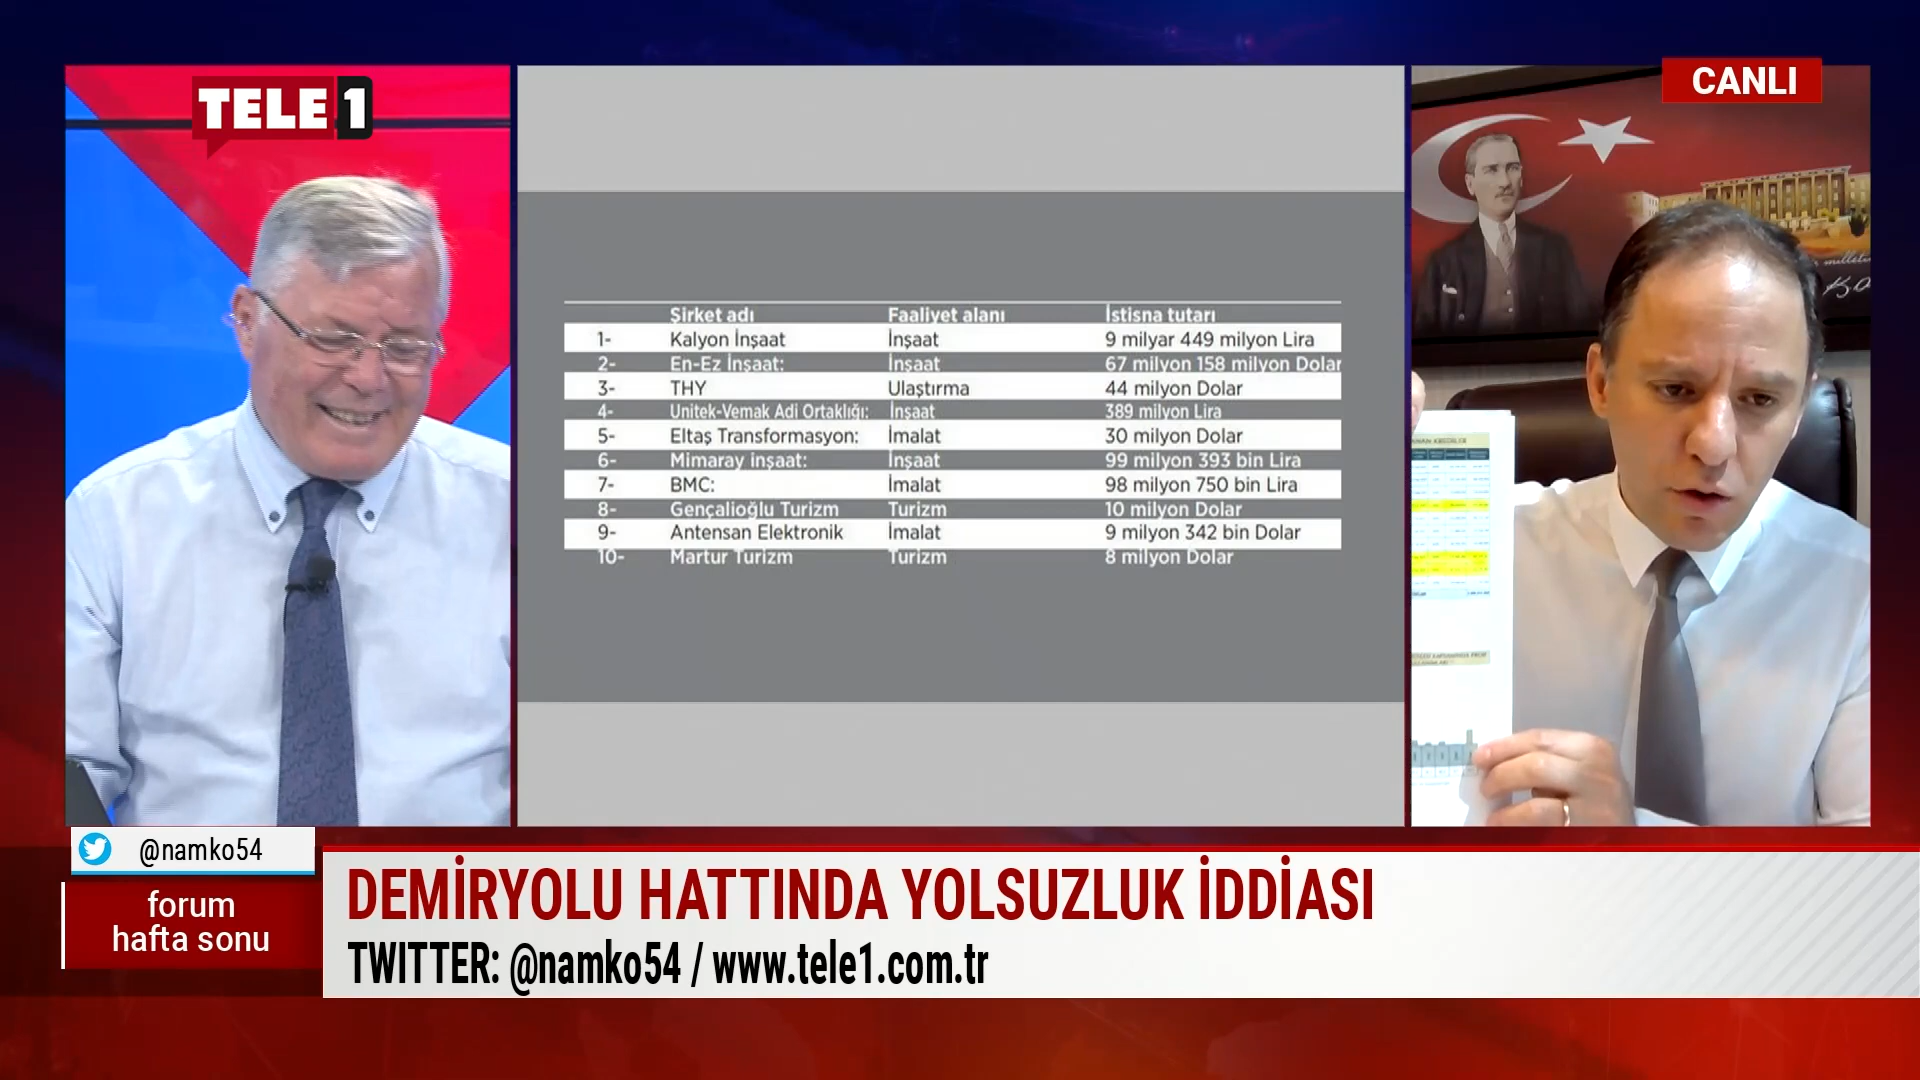 TELE1
CANLI
Şirket adı Faaliyet alanı İstisna tutarı
1- Kalyon İnşaat İnşaat 9 milyar 449 milyon Lira
2- En-Ez İnşaat: İnşaat 67 milyon 158 milyon Dolar
3- THY Ulaştırma 44 milyon Dolar
4- Unitek-Vemak Adi Ortaklığı: İnşaat 389 milyon Lira
5- Eltaş Transformasyon: İmalat 30 milyon Dolar
6- Mimaray inşaat: İnşaat 99 milyon 393 bin Lira
7- BMC: İmalat 98 milyon 750 bin Lira
8- Gençalioğlu Turizm Turizm 10 milyon Dolar
9- Antensan Elektronik İmalat 9 milyon 342 bin Dolar
10- Martur Turizm Turizm 8 milyon Dolar
@namko54
forum
hafta sonu
DEMİRYOLU HATTINDA YOLSUZLUK İDDİASI
TWITTER: @namko54 / www.tele1.com.tr